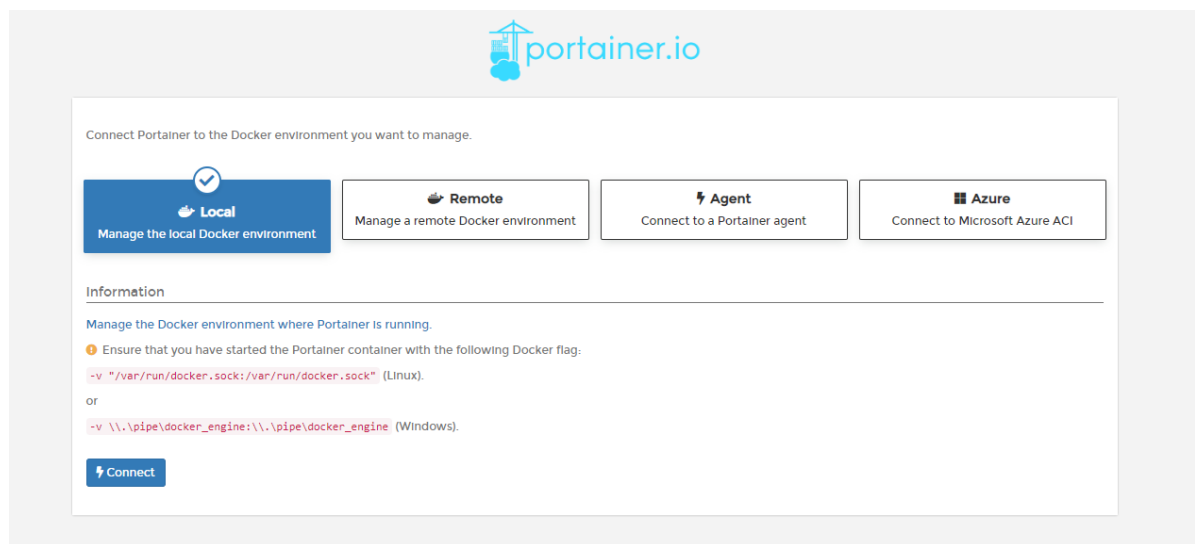 portainer.io
Connect Portainer to the Docker environment you want to manage.
Local
Manage the local Docker environment
Remote
Manage a remote Docker environment
Agent
Connect to a Portainer agent
Azure
Connect to Microsoft Azure ACI
Information
Manage the Docker environment where Portainer is running.
Ensure that you have started the Portainer container with the following Docker flag:
-v "/var/run/docker.sock:/var/run/docker.sock" (Linux).
or
-v \\.\pipe\docker_engine:\\.\pipe\docker_engine (Windows).
Connect